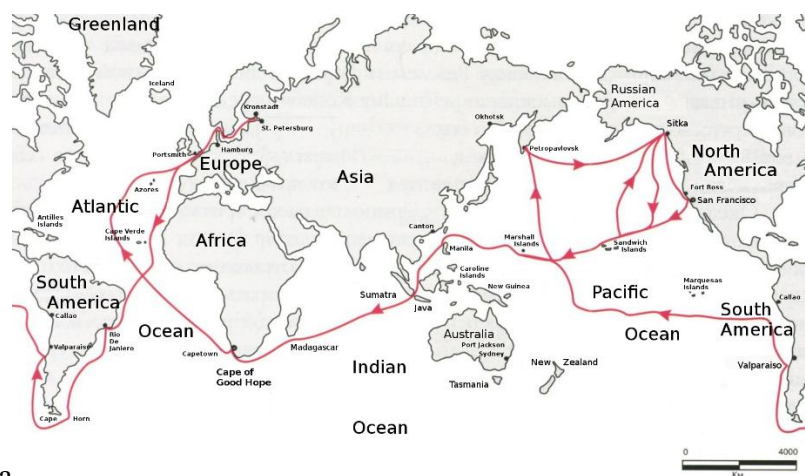 Greenland
Iceland
Kronstadt
St. Petersburg
Portsmith
Hamburg
Europe
Azores
Atlantic
Antilles
Islands
Cape Verde
Islands
Africa
Asia
Okhotsk
Petropavlovsk
Russian
America
Sitka
North
America
Fort Ross
San Francisco
Canton
Manila
Marshall
Islands
Sandwich
Islands
Caroline
Islands
New Guinea
Sumatra
Java
Pacific
Marquesas
Islands
South
America
Callao
Valparaiso
Rio
De
Janiero
Ocean
Capetown
Cape of
Good Hope
Madagascar
Indian
Ocean
Australia
Port Jackson
Sydney
Tasmania
New Zealand
Ocean
South
America
Callao
Valparaiso
Cape Horn
0 4000
КМ